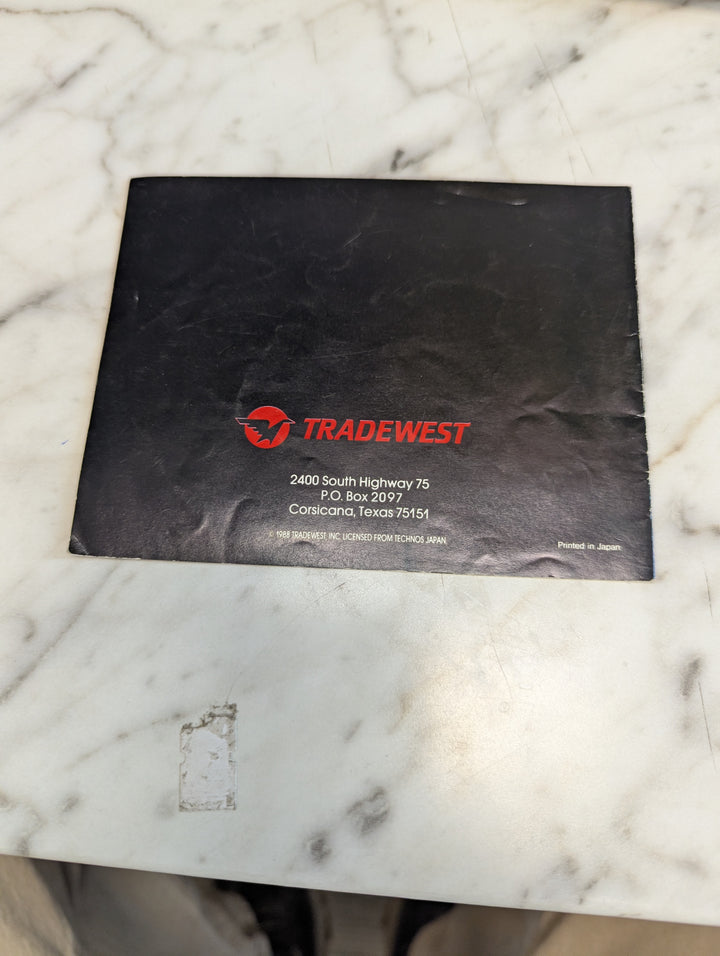 TRADEWEST
2400 South Highway 75
P.O. Box 2097
Corsicana, Texas 75151
© 1988 TRADEWEST INC. LICENSED FROM TECHNOS JAPAN.
Printed in Japan.